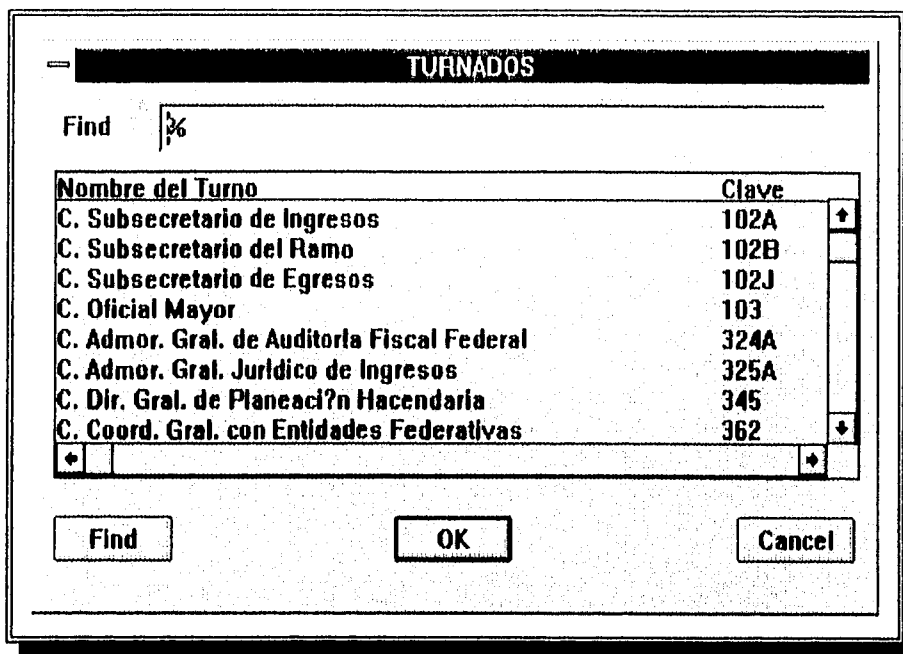 TURNADOS
Find %
Nombre del Turno Clave
C. Subsecretario de Ingresos 102A
C. Subsecretario del Ramo 102B
C. Subsecretario de Egresos 102J
C. Oficial Mayor 103
C. Admor. Gral. de Auditoría Fiscal Federal 324A
C. Admor. Gral. Jurídico de Ingresos 325A
C. Dir. Gral. de Planeaci?n Hacendaria 345
C. Coord. Gral. con Entidades Federativas 362
Find OK Cancel